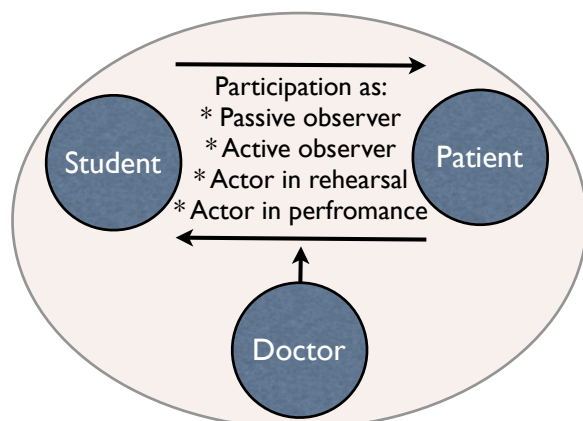 Participation as:
* Passive observer
Student
* Active observer
Patient
* Actor in rehearsal
* Actor in perfromance
Doctor